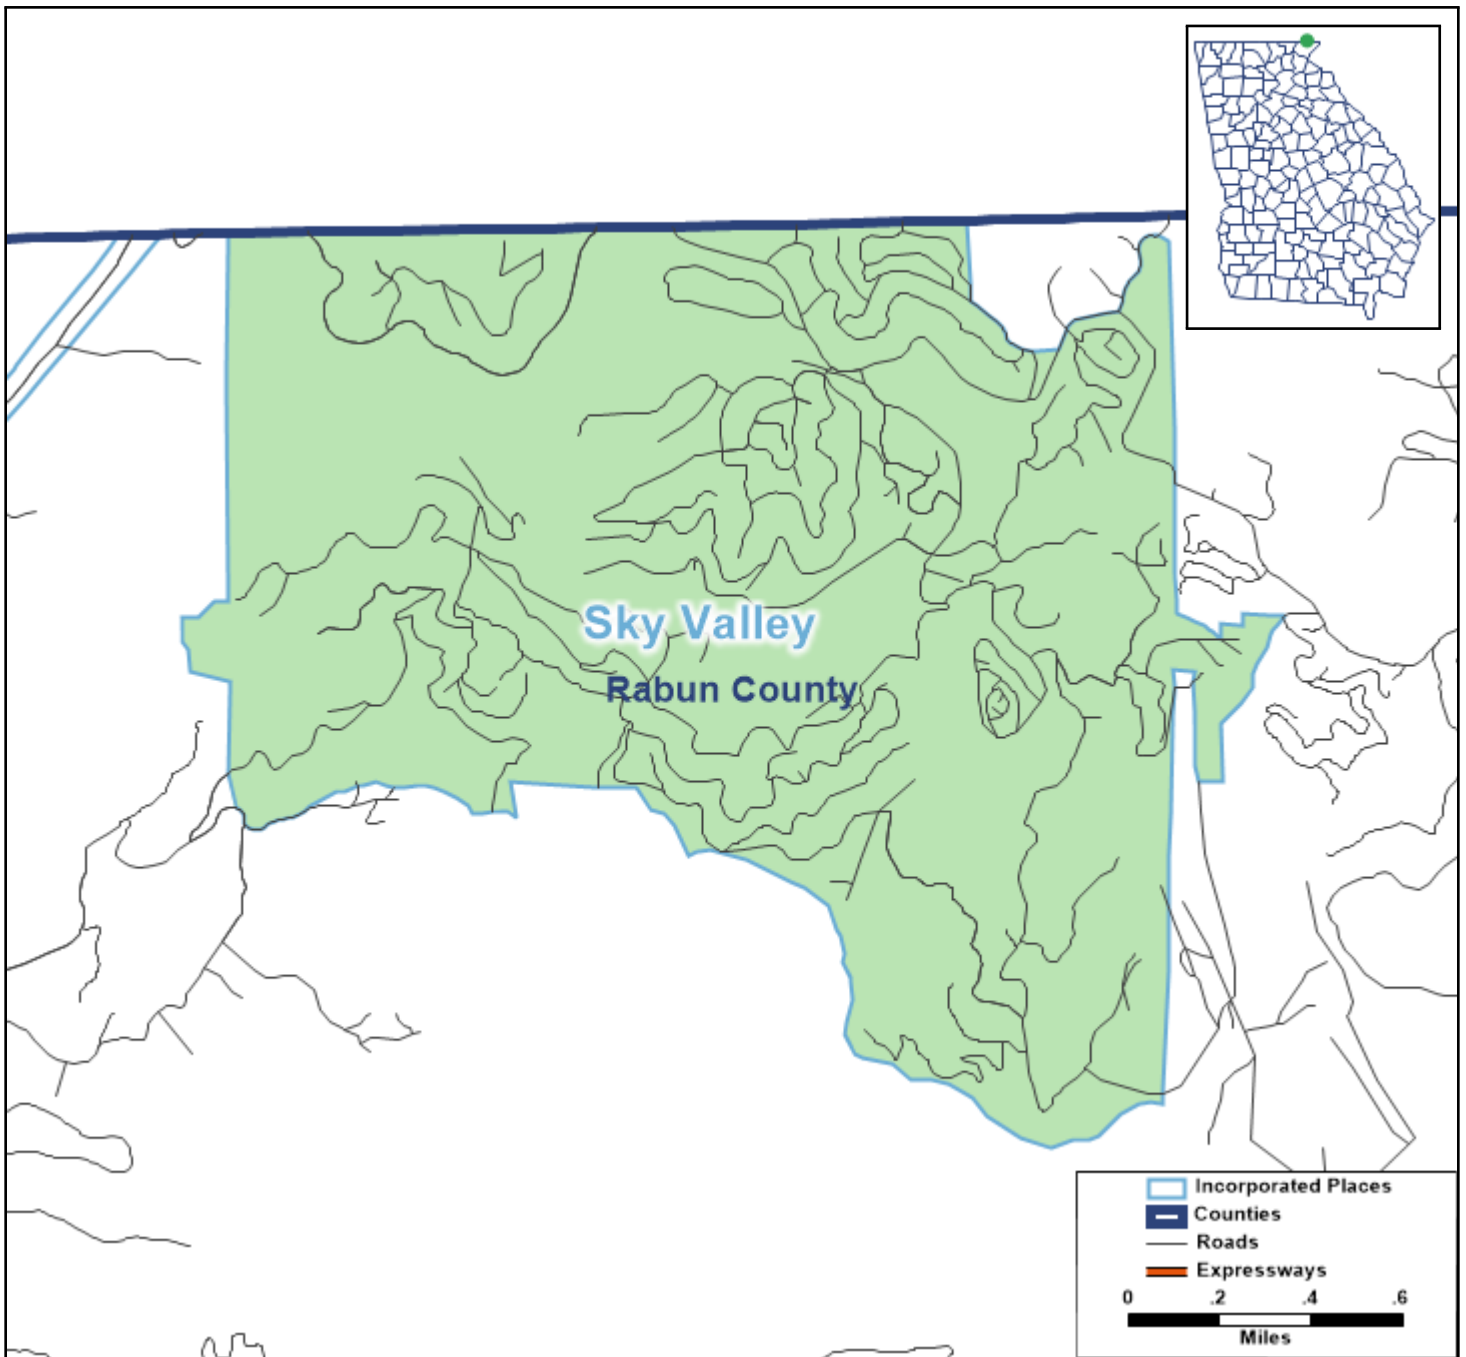 Sky Valley
Rabun County
Incorporated Places
Counties
Roads
Expressways
0 .2 .4 .6
Miles